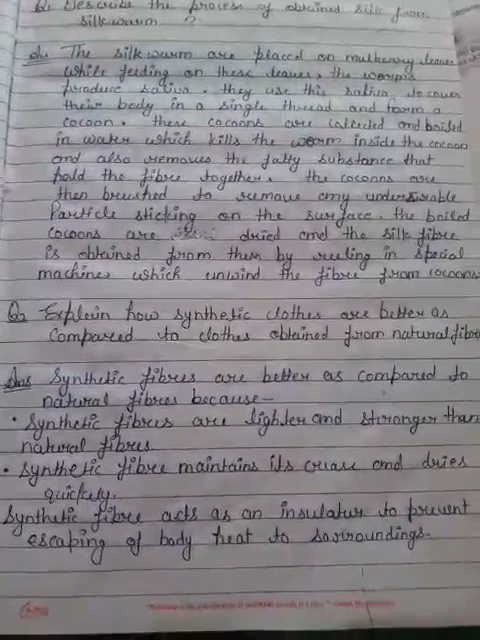 Q. Describe the process of obtained silk from
silkwarm ?
Ans The silkwarm are placed on mulberry leaves
while feeding on these leaves, the worms
produce saliva. they use this saliva to cover
their body in a single thread and form a
cocoon. these cocoons are collected and boiled
in water which kills the worm inside the cocoon
and also removes the fatty substance that
hold the fibre together. the cocoons are
then brushed to remove any undersirable
Particle sticking on the surface. the boiled
cocoons are dried and the silk fibre
is obtained from them by reeling in special
machines which unwind the fibre from cocoons
Q. Explain how synthetic clothes are better as
compared to clothes obtained from natural fibre
Ans Synthetic fibres are better as compared to
natural fibres because-
• Synthetic fibres are lighter and stronger than
natural fibres
• Synthetic fibre maintains its crease and dries
quickely.
Synthetic fibre acts as an insulatur to prevent
escaping of body heat to sorroundings-